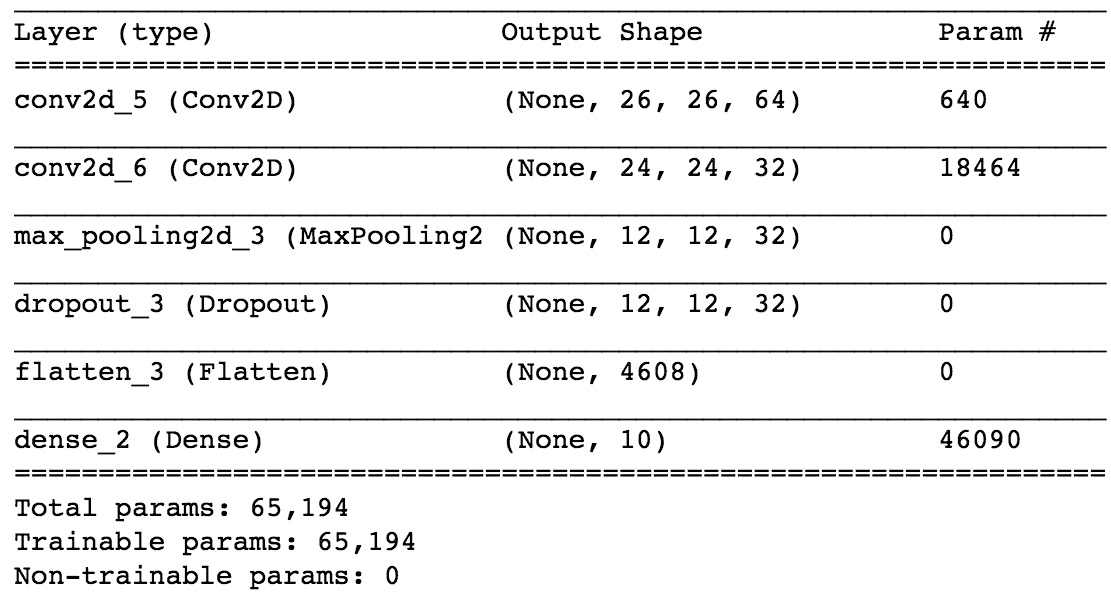 Layer (type) Output Shape Param #
=================================================================
conv2d_5 (Conv2D) (None, 26, 26, 64) 640
conv2d_6 (Conv2D) (None, 24, 24, 32) 18464
max_pooling2d_3 (MaxPooling2 (None, 12, 12, 32) 0
dropout_3 (Dropout) (None, 12, 12, 32) 0
flatten_3 (Flatten) (None, 4608) 0
dense_2 (Dense) (None, 10) 46090
=================================================================
Total params: 65,194
Trainable params: 65,194
Non-trainable params: 0